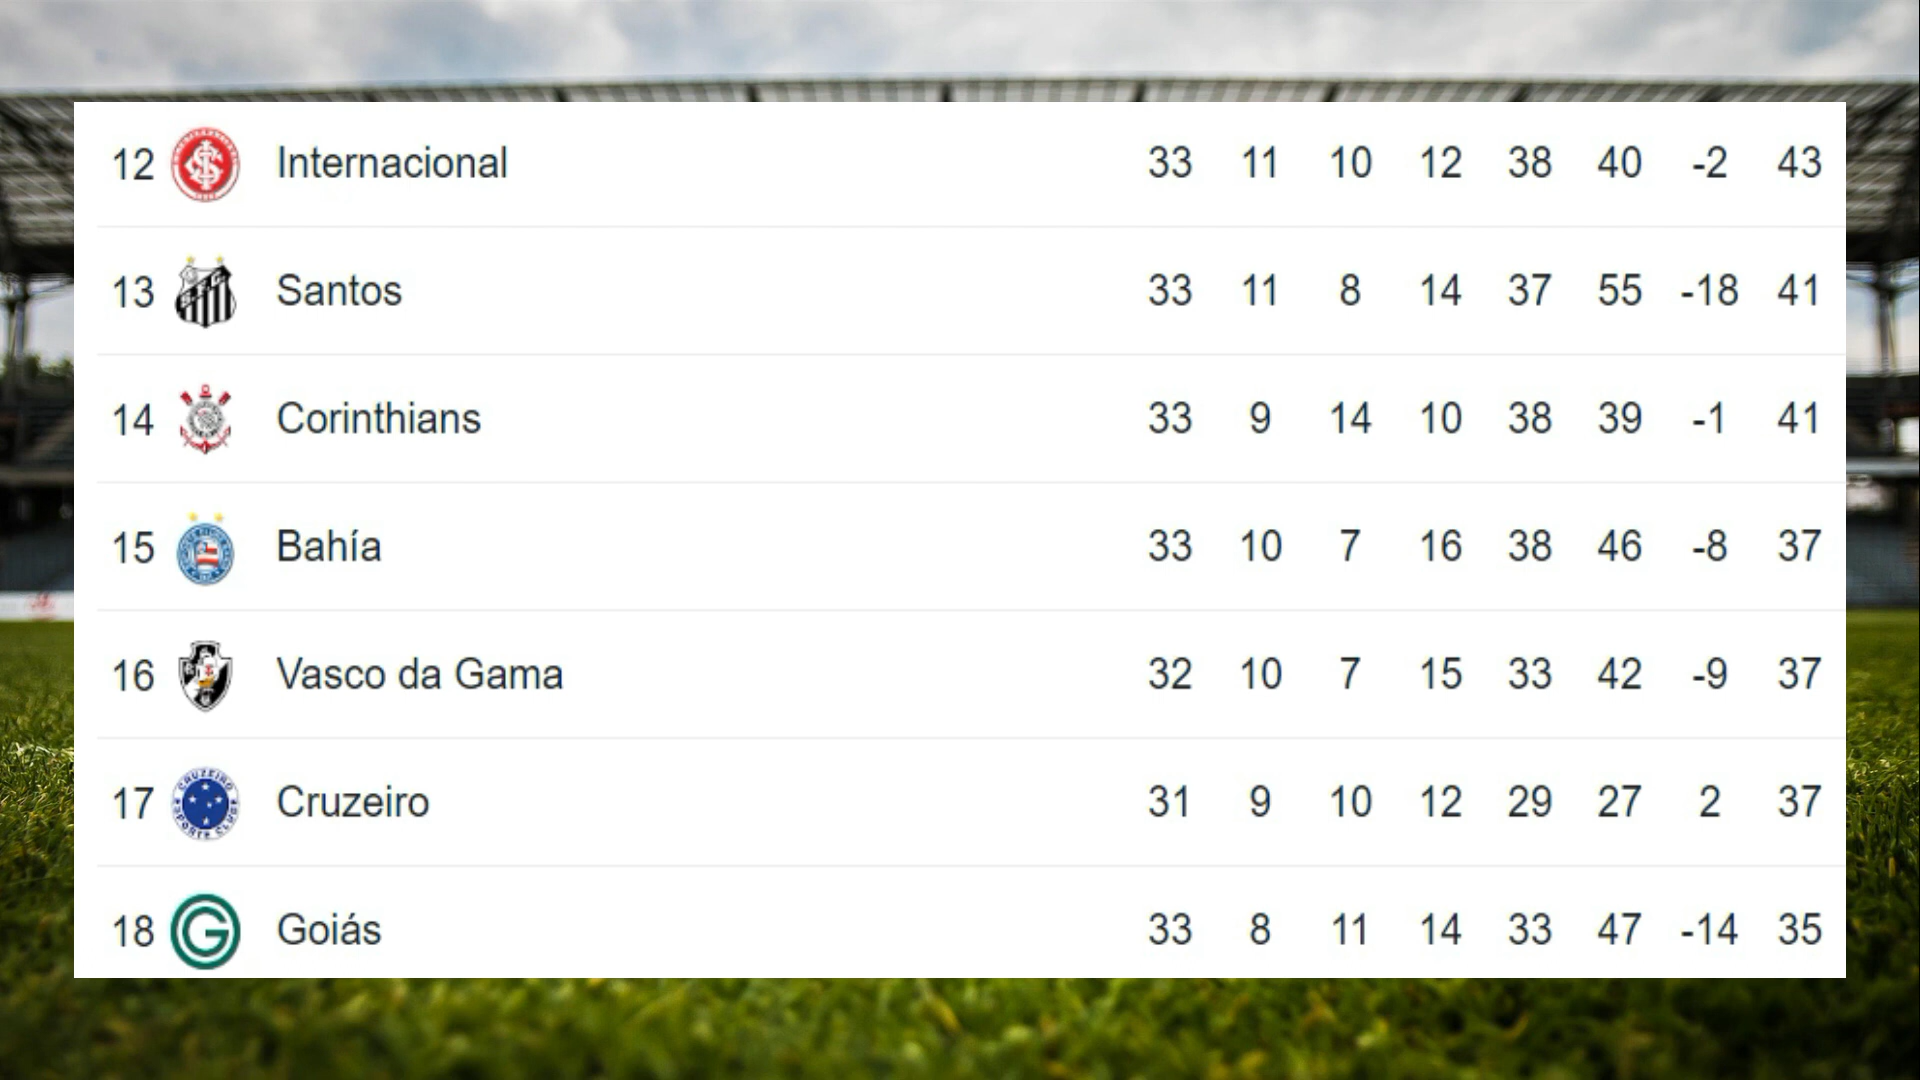 12 Internacional 33 11 10 12 38 40 -2 43
13 Santos 33 11 8 14 37 55 -18 41
14 Corinthians 33 9 14 10 38 39 -1 41
15 Bahía 33 10 7 16 38 46 -8 37
16 Vasco da Gama 32 10 7 15 33 42 -9 37
17 CRUZEIRO ESPORTE CLUBE Cruzeiro 31 9 10 12 29 27 2 37
18 G Goiás 33 8 11 14 33 47 -14 35